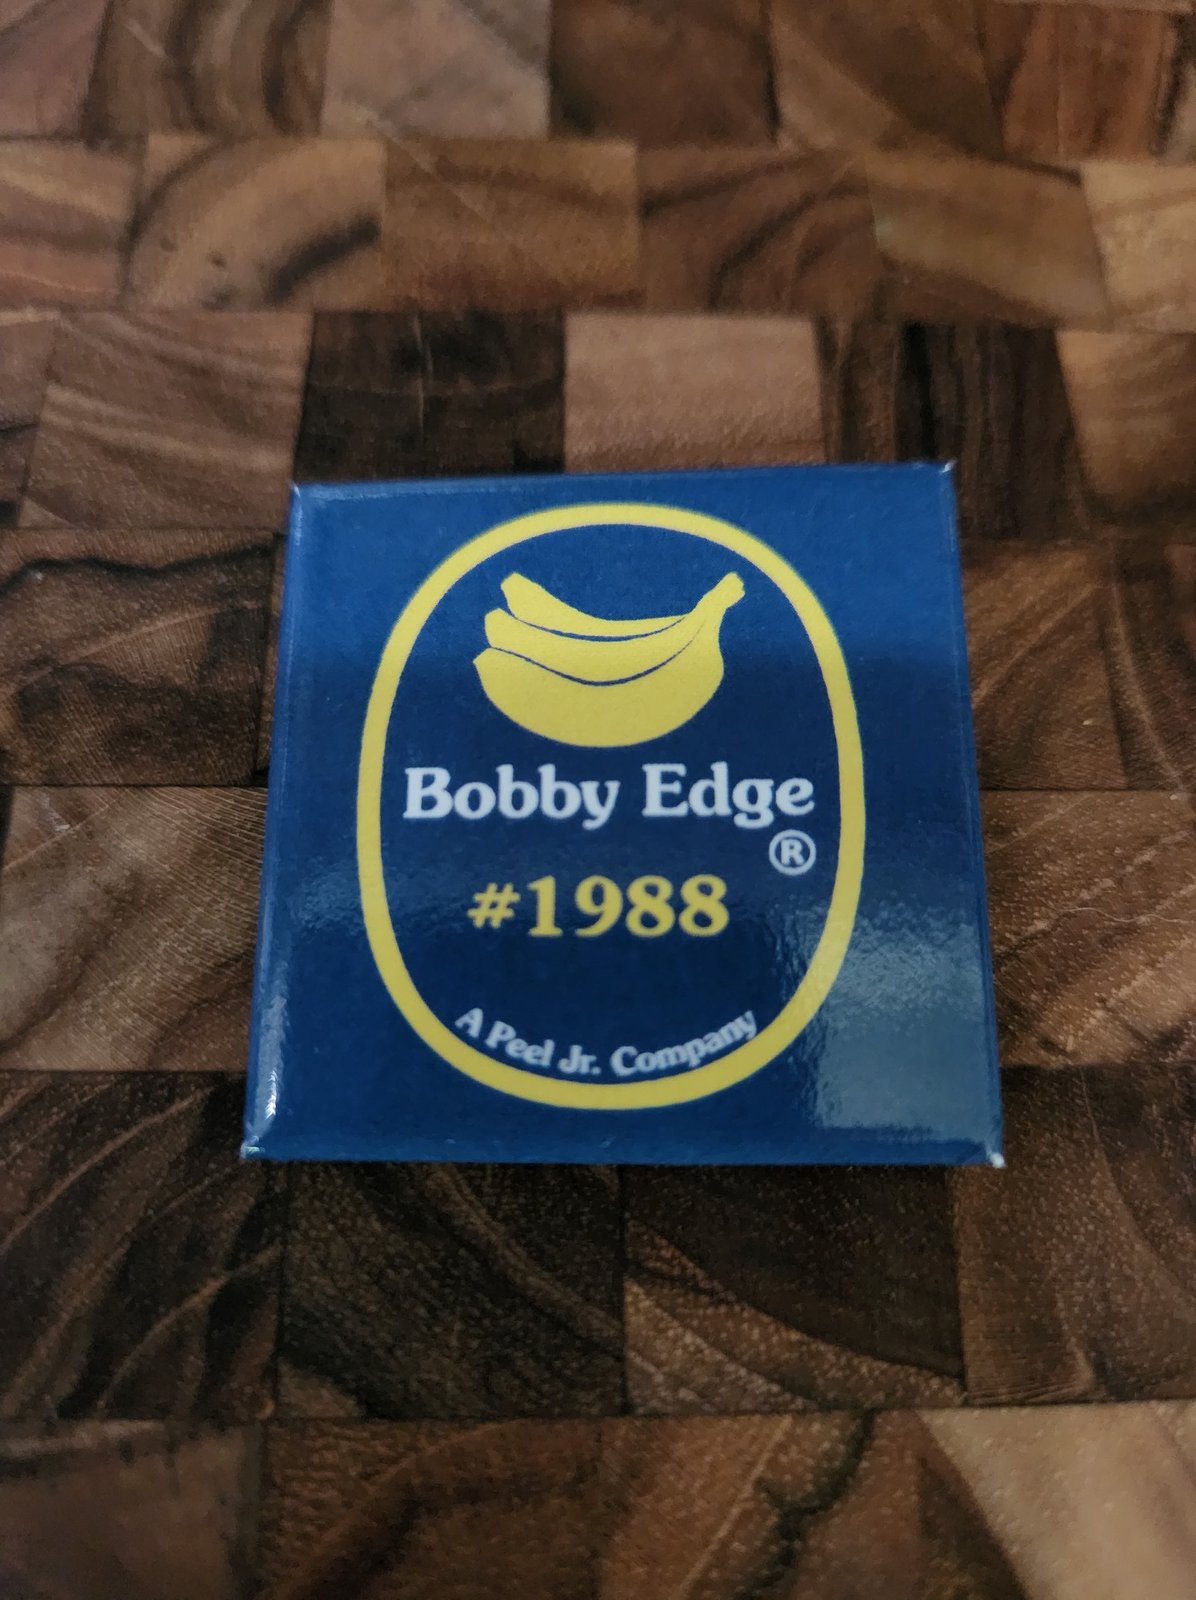 Bobby Edge
®
#1988
A Peel Jr. Company